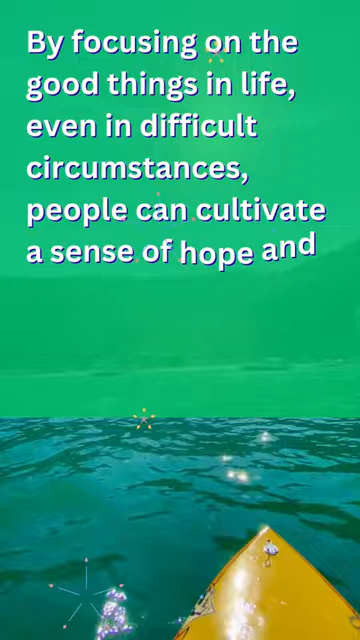 By focusing on the
good things in life,
even in difficult
circumstances,
people can cultivate
a sense of hope and